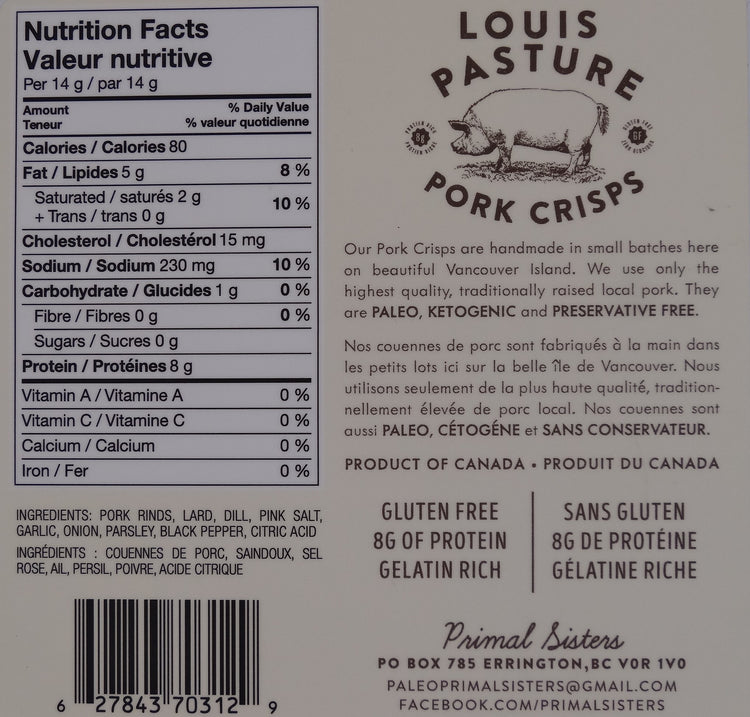 Nutrition Facts
Valeur nutritive
Per 14 g / par 14 g
Amount % Daily Value
Teneur % valeur quotidienne
Calories / Calories 80
Fat / Lipides 5 g 8 %
Saturated / saturés 2 g 10 %
+ Trans / trans 0 g
Cholesterol / Cholestérol 15 mg
Sodium / Sodium 230 mg 10 %
Carbohydrate / Glucides 1 g 0 %
Fibre / Fibres 0 g 0 %
Sugars / Sucres 0 g
Protein / Protéines 8 g
Vitamin A / Vitamine A 0 %
Vitamin C / Vitamine C 0 %
Calcium / Calcium 0 %
Iron / Fer 0 %
INGREDIENTS: PORK RINDS, LARD, DILL, PINK SALT,
GARLIC, ONION, PARSLEY, BLACK PEPPER, CITRIC ACID
INGRÉDIENTS : COUENNES DE PORC, SAINDOUX, SEL
ROSE, AIL, PERSIL, POIVRE, ACIDE CITRIQUE
6 27843 70312 9
LOUIS
PASTURE
8g
GF
PORK CRISPS
Our Pork Crisps are handmade in small batches here
on beautiful Vancouver Island. We use only the
highest quality, traditionally raised local pork. They
are PALEO, KETOGENIC and PRESERVATIVE FREE.
Nos couennes de porc sont fabriqués à la main dans
les petits lots ici sur la belle île de Vancouver. Nous
utilisons seulement de la plus haute qualité, tradition-
nellement élevée de porc local. Nos couennes sont
aussi PALEO, CÉTOGÉNE et SANS CONSERVATEUR.
PRODUCT OF CANADA • PRODUIT DU CANADA
GLUTEN FREE
8G OF PROTEIN
GELATIN RICH
SANS GLUTEN
8G DE PROTÉINE
GÉLATINE RICHE
Primal Sisters
PO BOX 785 ERRINGTON,BC V0R 1V0
PALEOPRIMALSISTERS@GMAIL.COM
FACEBOOK.COM/PRIMALSISTERS